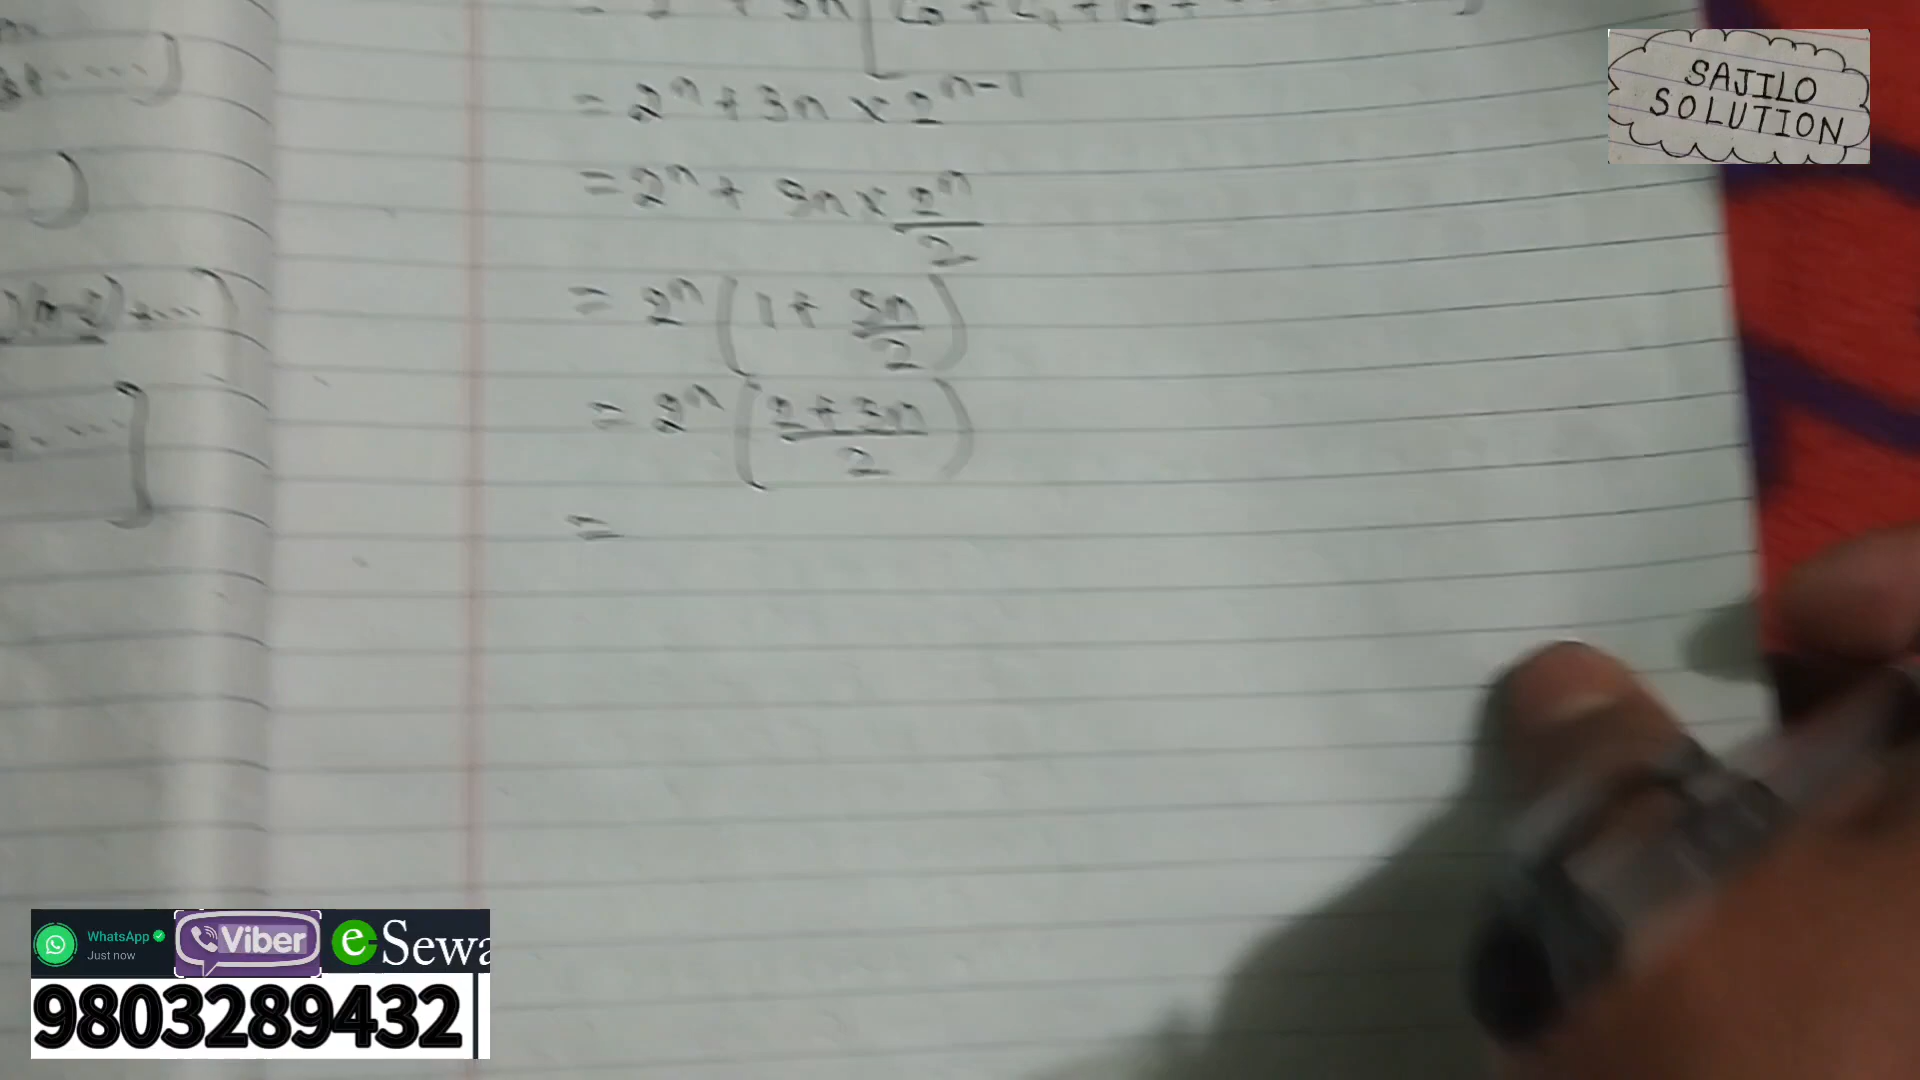 = 2ⁿ + 3n × 2ⁿ⁻¹
= 2ⁿ + 3n × 2ⁿ/2
= 2ⁿ (1 + 3n/2)
= 2ⁿ (2 + 3n/2)
=
SAJILO
SOLUTION
WhatsApp
Just now
Viber
e-Sewa
9803289432